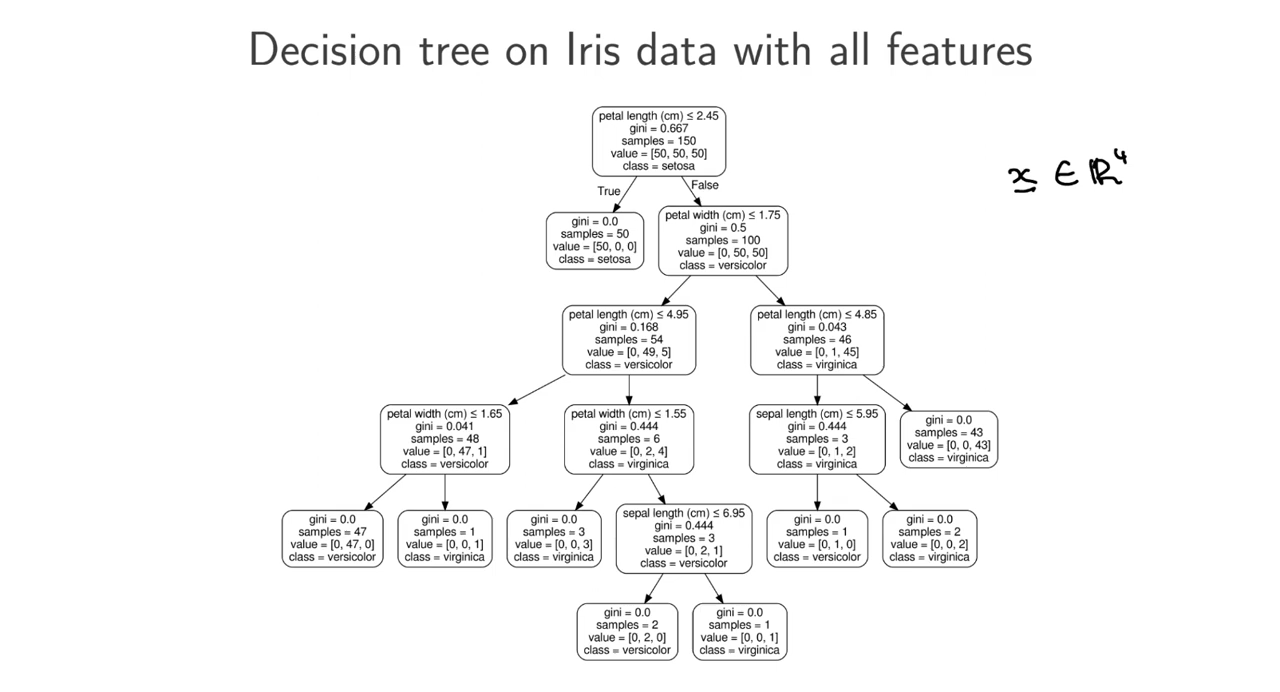 Decision tree on Iris data with all features
petal length (cm) ≤ 2.45
gini = 0.667
samples = 150
value = [50, 50, 50]
class = setosa
x ∈ ℝ⁴
True
False
gini = 0.0
samples = 50
value = [50, 0, 0]
class = setosa
petal width (cm) ≤ 1.75
gini = 0.5
samples = 100
value = [0, 50, 50]
class = versicolor
petal length (cm) ≤ 4.95
gini = 0.168
samples = 54
value = [0, 49, 5]
class = versicolor
petal length (cm) ≤ 4.85
gini = 0.043
samples = 46
value = [0, 1, 45]
class = virginica
petal width (cm) ≤ 1.65
gini = 0.041
samples = 48
value = [0, 47, 1]
class = versicolor
petal width (cm) ≤ 1.55
gini = 0.444
samples = 6
value = [0, 2, 4]
class = virginica
sepal length (cm) ≤ 5.95
gini = 0.444
samples = 3
value = [0, 1, 2]
class = virginica
gini = 0.0
samples = 43
value = [0, 0, 43]
class = virginica
gini = 0.0
samples = 47
value = [0, 47, 0]
class = versicolor
gini = 0.0
samples = 1
value = [0, 0, 1]
class = virginica
gini = 0.0
samples = 3
value = [0, 0, 3]
class = virginica
sepal length (cm) ≤ 6.95
gini = 0.444
samples = 3
value = [0, 2, 1]
class = versicolor
gini = 0.0
samples = 1
value = [0, 1, 0]
class = versicolor
gini = 0.0
samples = 2
value = [0, 0, 2]
class = virginica
gini = 0.0
samples = 2
value = [0, 2, 0]
class = versicolor
gini = 0.0
samples = 1
value = [0, 0, 1]
class = virginica